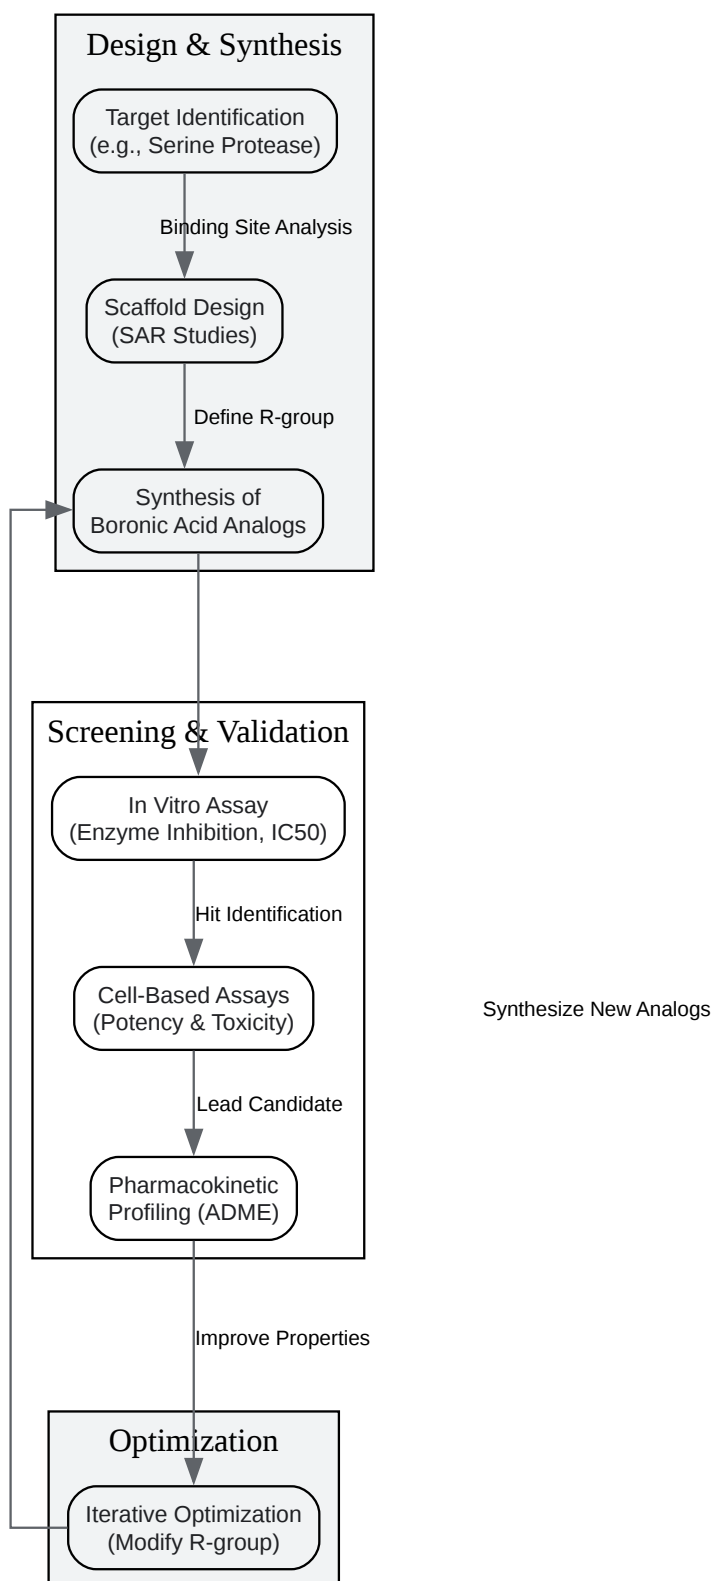 Design & Synthesis
Target Identification
(e.g., Serine Protease)
Binding Site Analysis
Scaffold Design
(SAR Studies)
Define R-group
Synthesis of
Boronic Acid Analogs
Screening & Validation
In Vitro Assay
(Enzyme Inhibition, IC50)
Hit Identification
Cell-Based Assays
(Potency & Toxicity)
Synthesize New Analogs
Lead Candidate
Pharmacokinetic
Profiling (ADME)
Improve Properties
Optimization
Iterative Optimization
(Modify R-group)